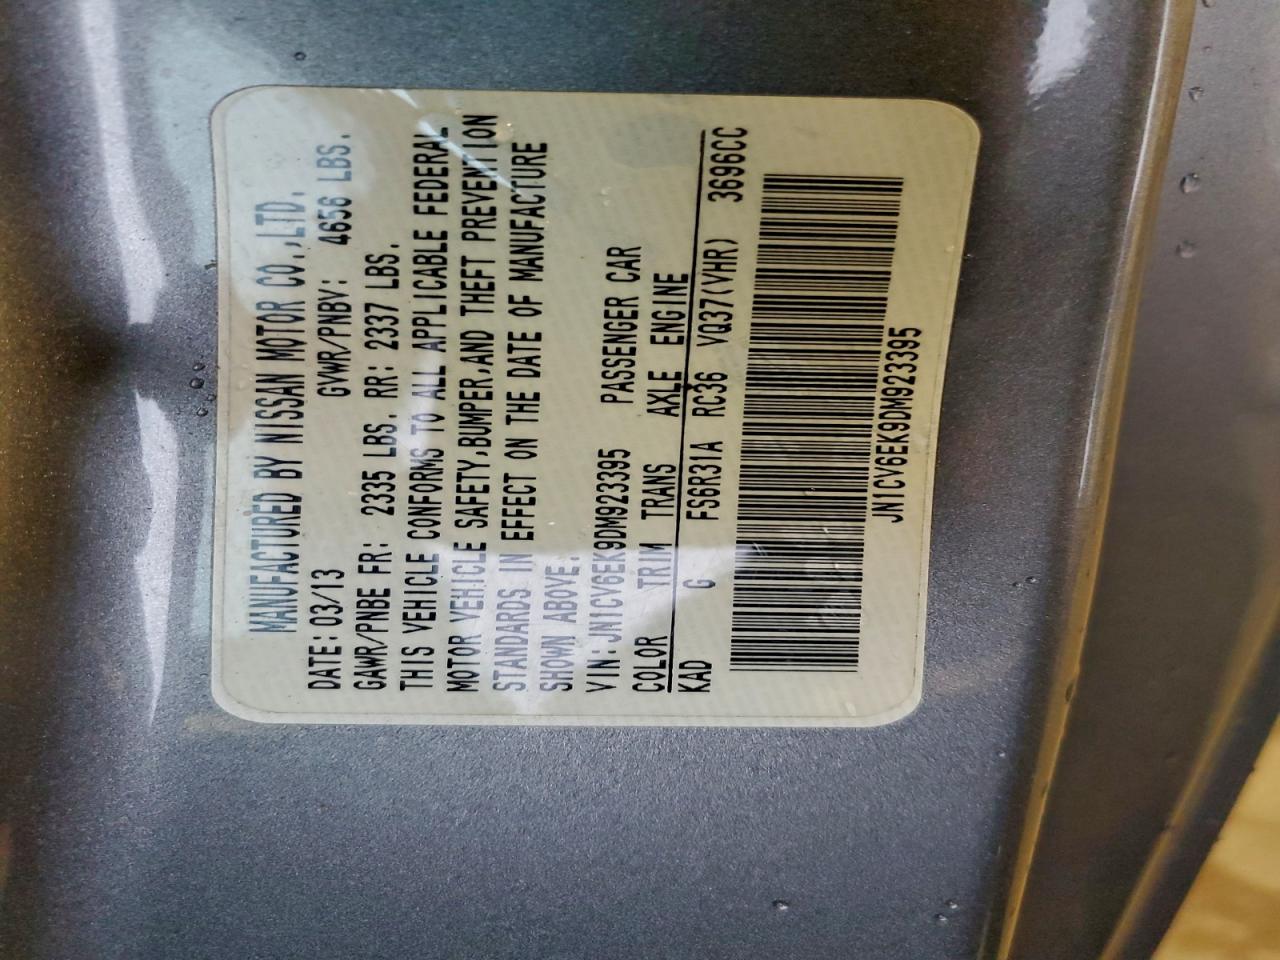 MANUFACTURED BY NISSAN MOTOR CO.,LTD.
DATE:03/13 GVWR/PNBV: 4656 LBS.
GAWR/PNBE FR: 2335 LBS. RR: 2337 LBS.
THIS VEHICLE CONFORMS TO ALL APPLICABLE FEDERAL
MOTOR VEHICLE SAFETY,BUMPER,AND THEFT PREVENTION
STANDARDS IN EFFECT ON THE DATE OF MANUFACTURE
SHOWN ABOVE.
VIN:JN1CV6EK9DM923395 PASSENGER CAR
COLOR TRIM TRANS AXLE ENGINE
KAD G FS6R31A RC36 VQ37(VHR) 3696CC
JN1CV6EK9DM923395